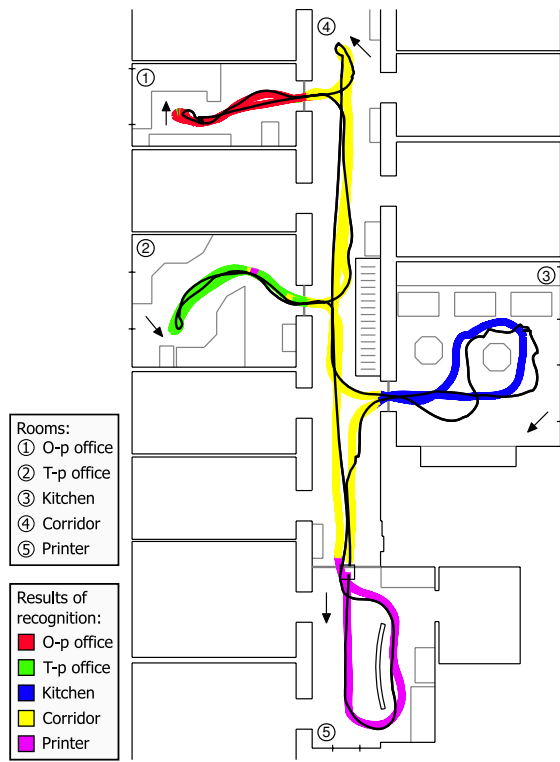 ④
①
②
③
Rooms:
① O-p office
② T-p office
③ Kitchen
④ Corridor
⑤ Printer
Results of
recognition:
O-p office
T-p office
Kitchen
Corridor
Printer
⑤